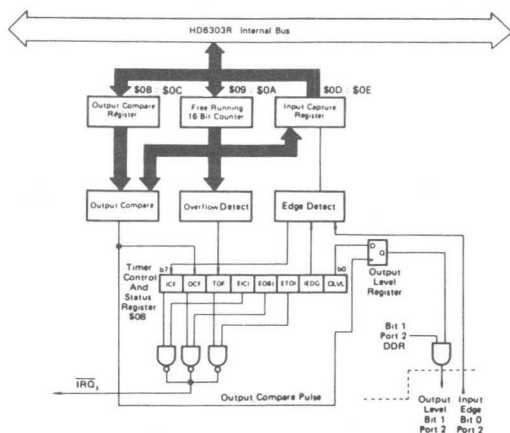 HD6303R Internal Bus
$0B : $0C
$09 : $0A
$0D : $0E
Output Compare
Register
Free Running
16 Bit Counter
Input Capture
Register
Output Compare
Overflow Detect
Edge Detect
Timer
Control
And
Status
Register
$08
b7
b0
ICF
OCF
TOF
EICI
EOBI
ETOI
IEDG
OLVL
D
Q
Output
Level
Register
Bit 1
Port 2
DDR
IRQ₂
Output Compare Pulse
Output
Level
Bit 1
Port 2
Input
Edge
Bit 0
Port 2